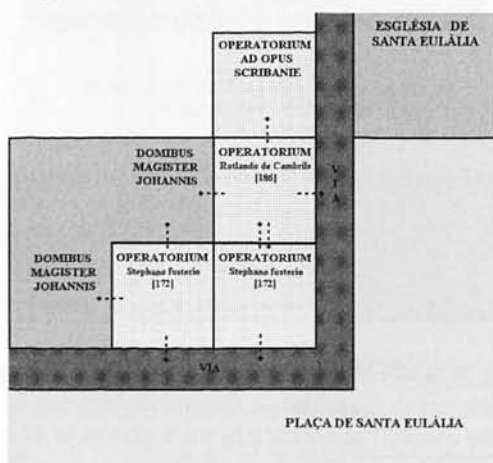 ESGLÉSIA DE
SANTA EULÀLIA
OPERATORIUM
AD OPUS
SCRIBANIE
DOMIBUS
MAGISTER
JOHANNIS
OPERATORIUM
Rotlando de Cambrils
[186]
VIA
DOMIBUS
MAGISTER
JOHANNIS
OPERATORIUM
Stephano fusterio
[172]
OPERATORIUM
Stephano fusterio
[172]
VIA
PLAÇA DE SANTA EULÀLIA